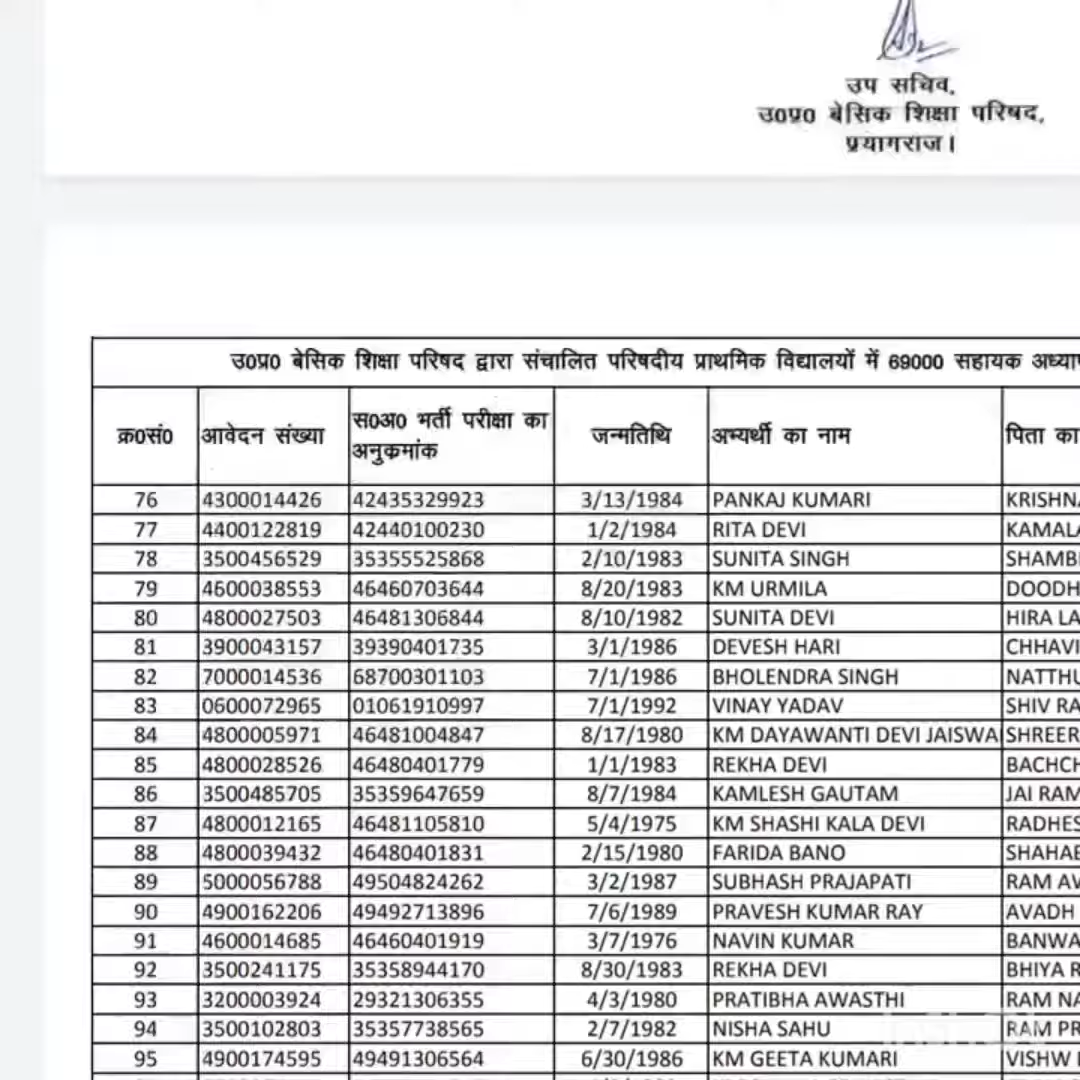 उप सचिव,
उ0प्र0 बेसिक शिक्षा परिषद,
प्रयागराज।
उ0प्र0 बेसिक शिक्षा परिषद द्वारा संचालित परिषदीय प्राथमिक विद्यालयों में 69000 सहायक
क्र0सं0 आवेदन संख्या स0अ0 भर्ती परीक्षा का अनुक्रमांक जन्मतिथि अभ्यर्थी का नाम पिता का
76 4300014426 42435329923 3/13/1984 PANKAJ KUMARI KRISHN
77 4400122819 42440100230 1/2/1984 RITA DEVI KAMAL
78 3500456529 35355525868 2/10/1983 SUNITA SINGH SHAMB
79 4600038553 46460703644 8/20/1983 KM URMILA DOODH
80 4800027503 46481306844 8/10/1982 SUNITA DEVI HIRA LA
81 3900043157 39390401735 3/1/1986 DEVESH HARI CHHAVI
82 7000014536 68700301103 7/1/1986 BHOLENDRA SINGH NATTHU
83 0600072965 01061910997 7/1/1992 VINAY YADAV SHIV RA
84 4800005971 46481004847 8/17/1980 KM DAYAWANTI DEVI JAISWA SHREER
85 4800028526 46480401779 1/1/1983 REKHA DEVI BACHCH
86 3500485705 35359647659 8/7/1984 KAMLESH GAUTAM JAI RAM
87 4800012165 46481105810 5/4/1975 KM SHASHI KALA DEVI RADHES
88 4800039432 46480401831 2/15/1980 FARIDA BANO SHAHAB
89 5000056788 49504824262 3/2/1987 SUBHASH PRAJAPATI RAM AV
90 4900162206 49492713896 7/6/1989 PRAVESH KUMAR RAY AVADH
91 4600014685 46460401919 3/7/1976 NAVIN KUMAR BANWA
92 3500241175 35358944170 8/30/1983 REKHA DEVI BHIYA R
93 3200003924 29321306355 4/3/1980 PRATIBHA AWASTHI RAM NA
94 3500102803 35357738565 2/7/1982 NISHA SAHU RAM PR
95 4900174595 49491306564 6/30/1986 KM GEETA KUMARI VISHW